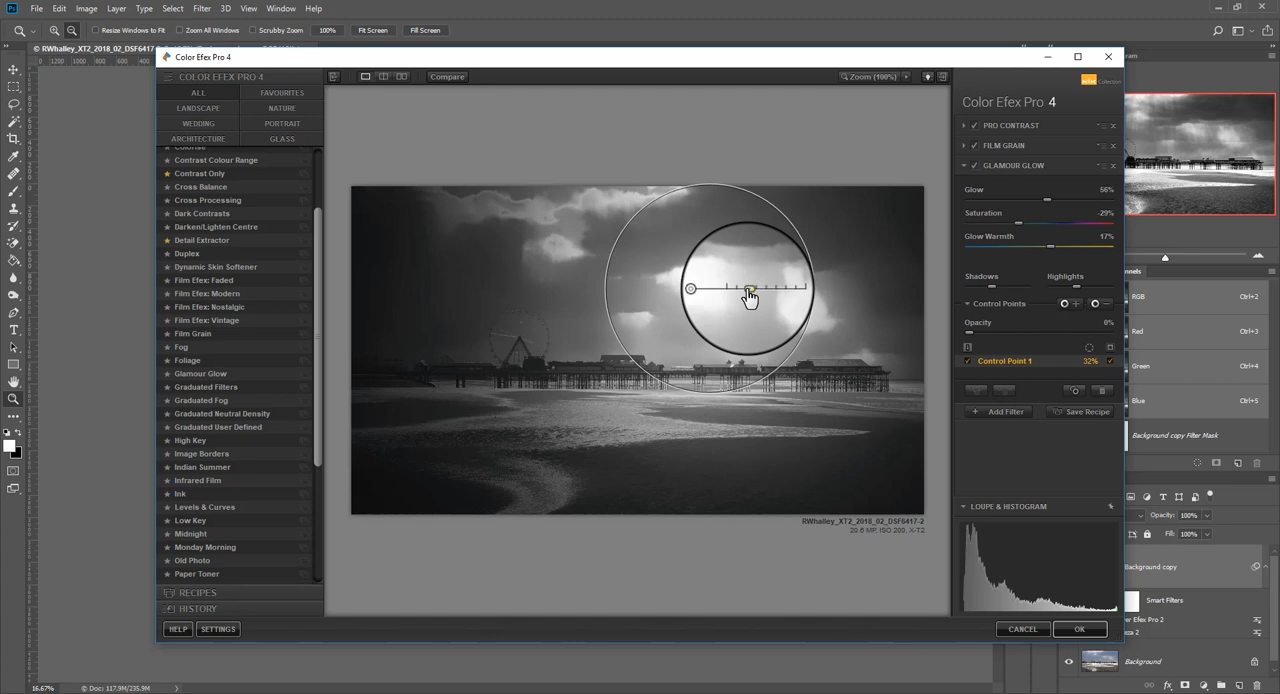 Ps File Edit Image Layer Type Select Filter 3D View Window Help
Resize Windows to Fit Zoom All Windows Scrubby Zoom 100% Fit Screen Fill Screen
© RWhalley_XT2_2018_02_DSF6417
Color Efex Pro 4
COLOR EFEX PRO 4
ALL FAVOURITES
LANDSCAPE NATURE
WEDDING PORTRAIT
ARCHITECTURE GLASS
Compare
Zoom (100%)
Colorise
Contrast Colour Range
Contrast Only
Cross Balance
Cross Processing
Dark Contrasts
Darken/Lighten Centre
Detail Extractor
Duplex
Dynamic Skin Softener
Film Efex: Faded
Film Efex: Modern
Film Efex: Nostalgic
Film Efex: Vintage
Film Grain
Fog
Foliage
Glamour Glow
Graduated Filters
Graduated Fog
Graduated Neutral Density
Graduated User Defined
High Key
Image Borders
Indian Summer
Infrared Film
Ink
Levels & Curves
Low Key
Midnight
Monday Morning
Old Photo
Paper Toner
RECIPES
HISTORY
HELP SETTINGS
RWhalley_XT2_2018_02_DSF6417-2
Collection
Color Efex Pro 4
PRO CONTRAST
FILM GRAIN
GLAMOUR GLOW
Glow 56%
Saturation -29%
Glow Warmth 17%
Shadows Highlights
Control Points
Opacity 0%
Control Point 1 32%
Add Filter Save Recipe
LOUPE & HISTOGRAM
CANCEL OK
RGB Ctrl+2
Red Ctrl+3
Green Ctrl+4
Blue Ctrl+5
Background copy Filter Mask
Opacity: 100%
Fill: 100%
Background copy
Smart Filters
Background
16.67% Doc: 117.9M/235.9M